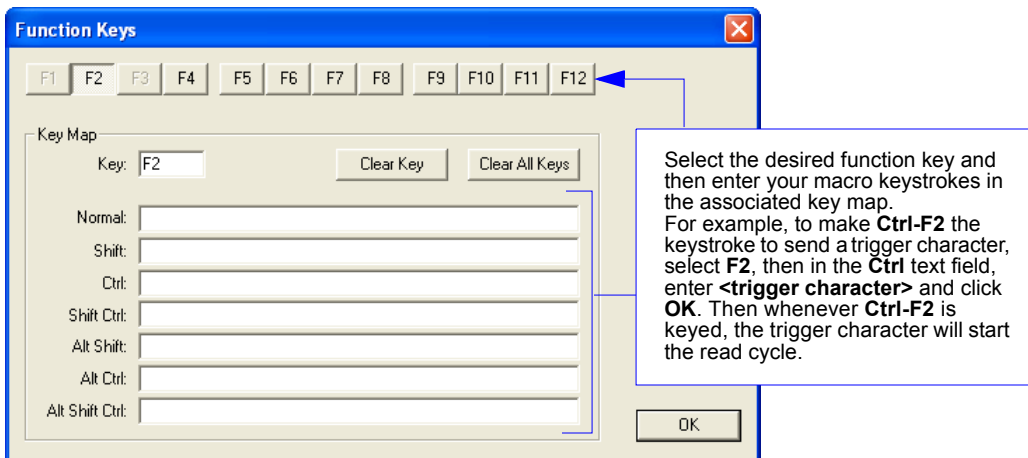 Function Keys
F1 F2 F3 F4 F5 F6 F7 F8 F9 F10 F11 F12
Key Map
Key: F2 Clear Key Clear All Keys
Normal:
Shift:
Ctrl:
Shift Ctrl:
Alt Shift:
Alt Ctrl:
Alt Shift Ctrl:
OK
Select the desired function key and
then enter your macro keystrokes in
the associated key map.
For example, to make Ctrl-F2 the
keystroke to send a trigger character,
select F2, then in the Ctrl text field,
enter <trigger character> and click
OK. Then whenever Ctrl-F2 is
keyed, the trigger character will start
the read cycle.